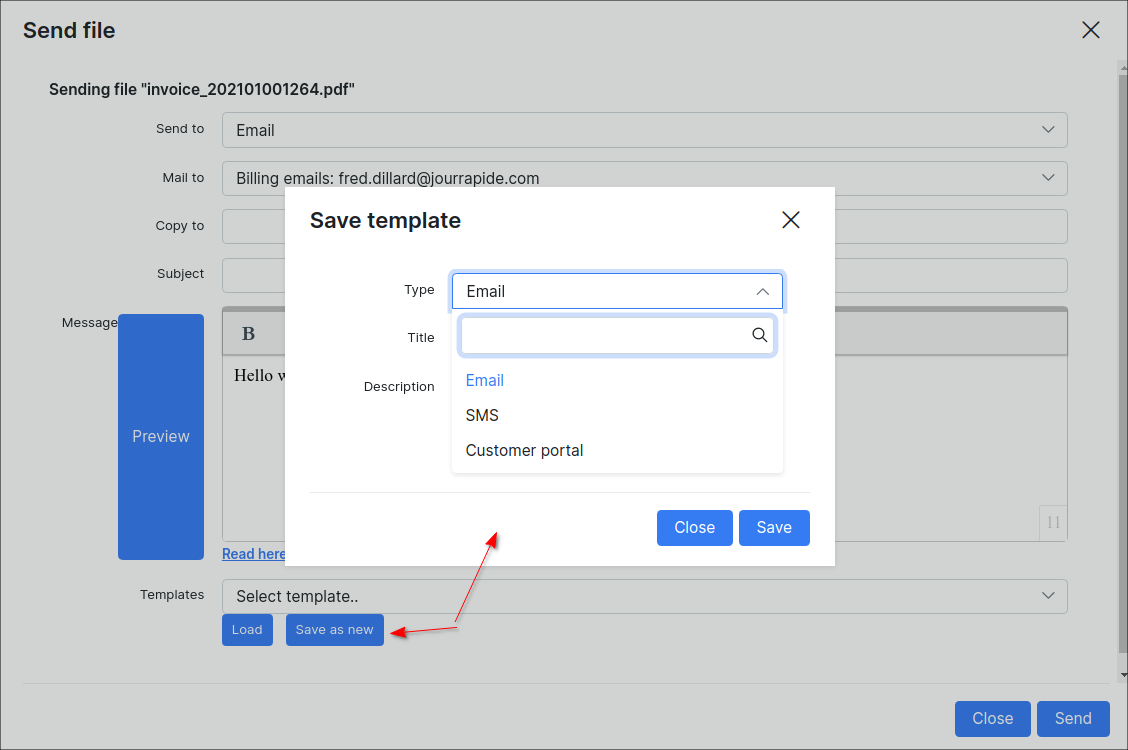 Send file
Sending file "invoice_202101001264.pdf"
Send to
Email
Mail to
Billing emails: fred.dillard@jourrapide.com
Copy to
Subject
Message
B
Hello w
Preview
11
Read here
Save template
Type
Email
Title
Description
Email
SMS
Customer portal
Close
Save
Templates
Select template..
Load
Save as new
Close
Send